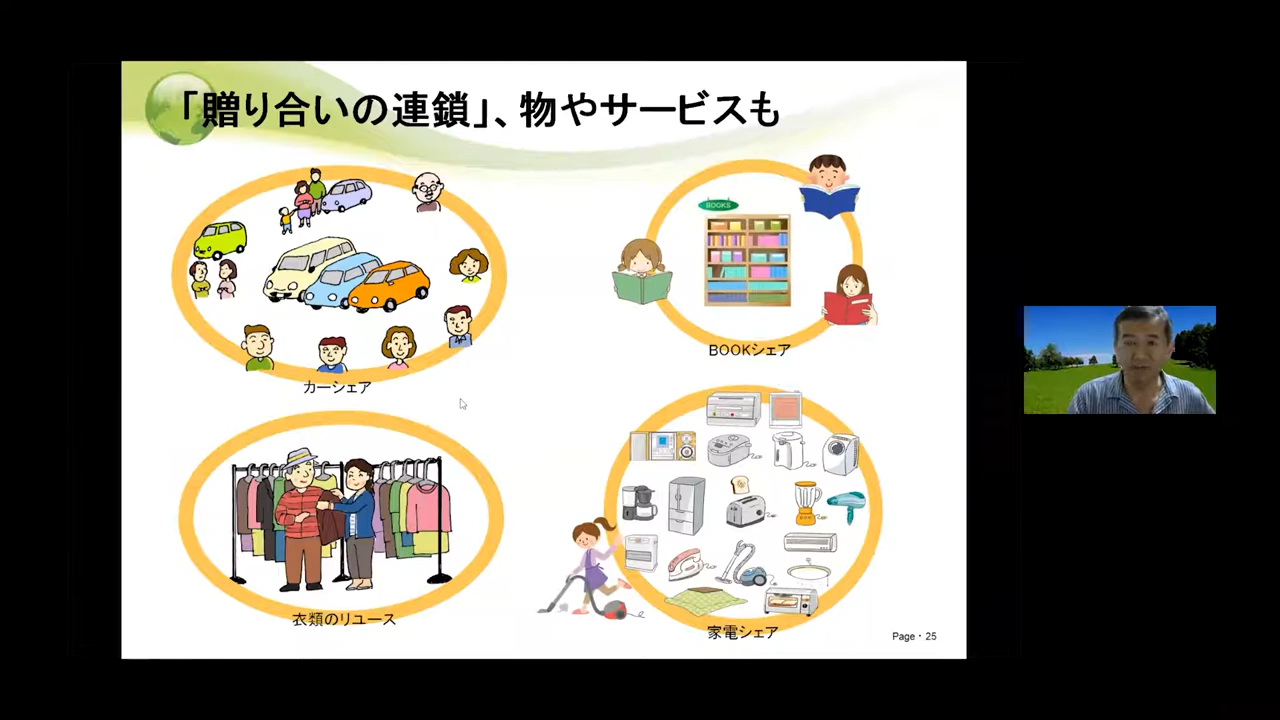 「贈り合いの連鎖」、物やサービスも
BOOKS
BOOKシェア
カーシェア
衣類のリユース
家電シェア
Page・25